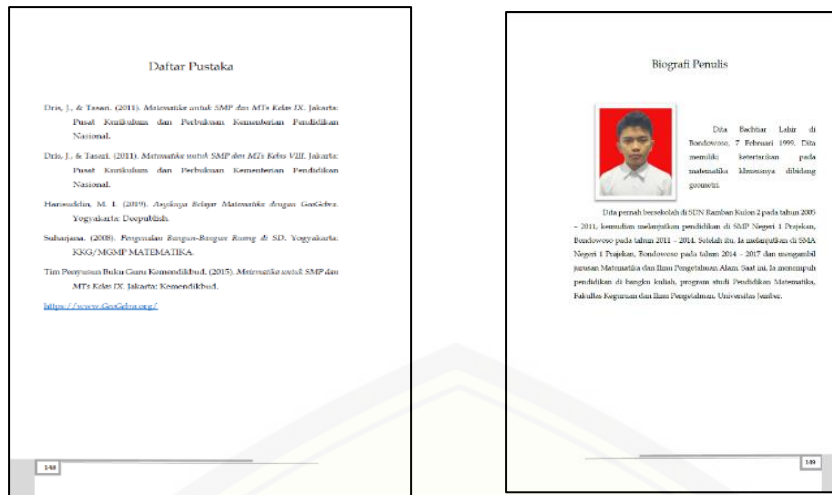 Daftar Pustaka
Dris, J., & Tasari. (2011). Matematika untuk SMP dan MTs Kelas IX. Jakarta:
Pusat Kurikulum dan Perbukuan Kementerian Pendidikan
Nasional.
Dris, J., & Tasari. (2011). Matematika untuk SMP dan MTs Kelas VIII. Jakarta:
Pusat Kurikulum dan Perbukuan Kementerian Pendidikan
Nasional.
Harasuddin, M. I. (2019). Asyiknya Belajar Matematika dengan GeoGebra.
Yogyakarta: Deepublish.
Suharjana. (2008). Pengenalan Bangun-Bangun Ruang di SD. Yogyakarta:
KKG/MGMP MATEMATIKA.
Tim Penyusun Buku Guru Kemendikbud. (2015). Matematika untuk SMP dan
MTs Kelas IX. Jakarta: Kemendikbud.
https://www.GeoGebra.org/
148
Biografi Penulis
Dita Bachtiar Lahir di
Bondowoso, 7 Februari 1999. Dita
memiliki ketertarikan pada
matematika khususnya dibidang
geometri.
Dita pernah bersekolah di SDN Ramban Kulon 2 pada tahun 2005
– 2011, kemudian melanjutkan pendidikan di SMP Negeri 1 Prajekan,
Bondowoso pada tahun 2011 – 2014. Setelah itu, Ia melanjutkan di SMA
Negeri 1 Prajekan, Bondowoso pada tahun 2014 – 2017 dan mengambil
jurusan Matematika dan Ilmu Pengetahuan Alam. Saat ini, Ia menempuh
pendidikan di bangku kuliah, program studi Pendidikan Matematika,
Fakultas Keguruan dan Ilmu Pengetahuan, Universitas Jember.
149